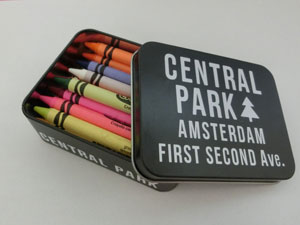 CENTRAL
PARK
AMSTERDAM
FIRST SECOND Ave.
CENTRAL PARK